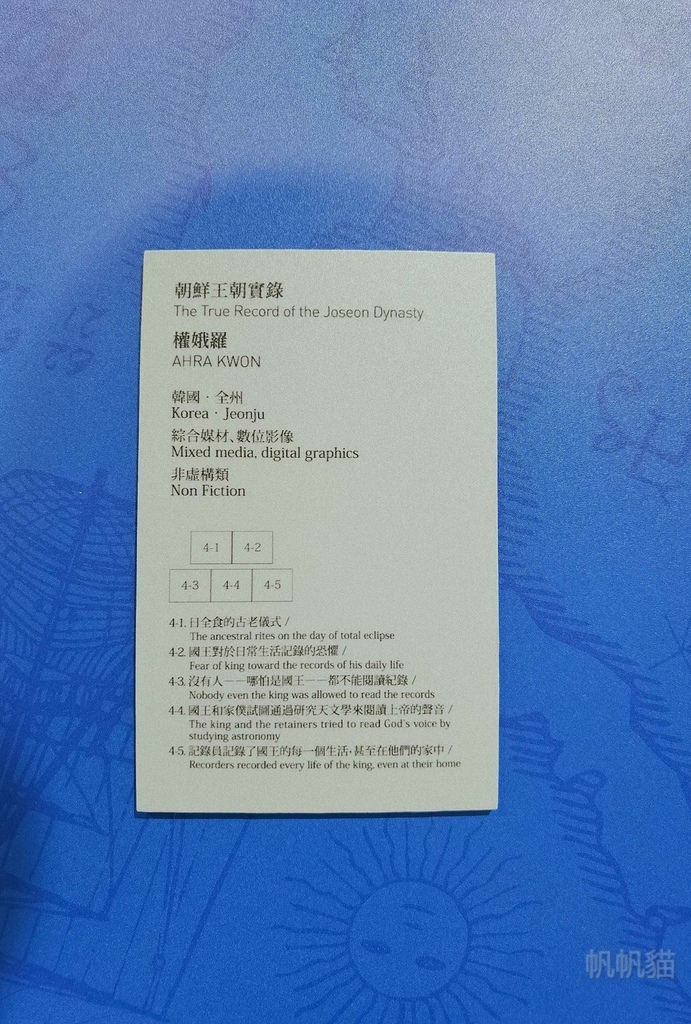 朝鮮王朝實錄
The True Record of the Joseon Dynasty
權娥羅
AHRA KWON
韓國‧全州
Korea‧Jeonju
綜合媒材、數位影像
Mixed media, digital graphics
非虛構類
Non Fiction
4-1 4-2
4-3 4-4 4-5
4-1. 日全食的古老儀式 /
The ancestral rites on the day of total eclipse
4-2. 國王對於日常生活記錄的恐懼 /
Fear of king toward the records of his daily life
4-3. 沒有人——哪怕是國王——都不能閱讀紀錄 /
Nobody even the king was allowed to read the records
4-4. 國王和家僕試圖通過研究天文學來閱讀上帝的聲音 /
The king and the retainers tried to read God's voice by
studying astronomy
4-5. 記錄員記錄了國王的每一個生活,甚至在他們的家中 /
Recorders recorded every life of the king, even at their home
帆帆貓